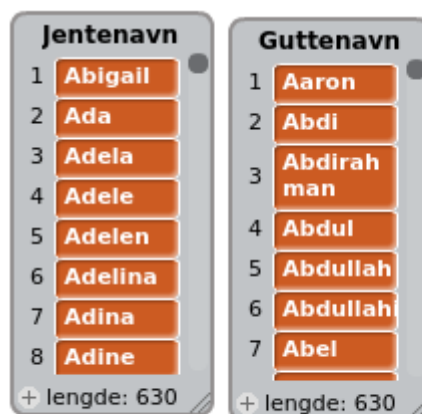 Jentenavn
1 Abigail
2 Ada
3 Adela
4 Adele
5 Adelen
6 Adelina
7 Adina
8 Adine
+ lengde: 630
Guttenavn
1 Aaron
2 Abdi
3 Abdirah
man
4 Abdul
5 Abdullah
6 Abdullahi
7 Abel
+ lengde: 630